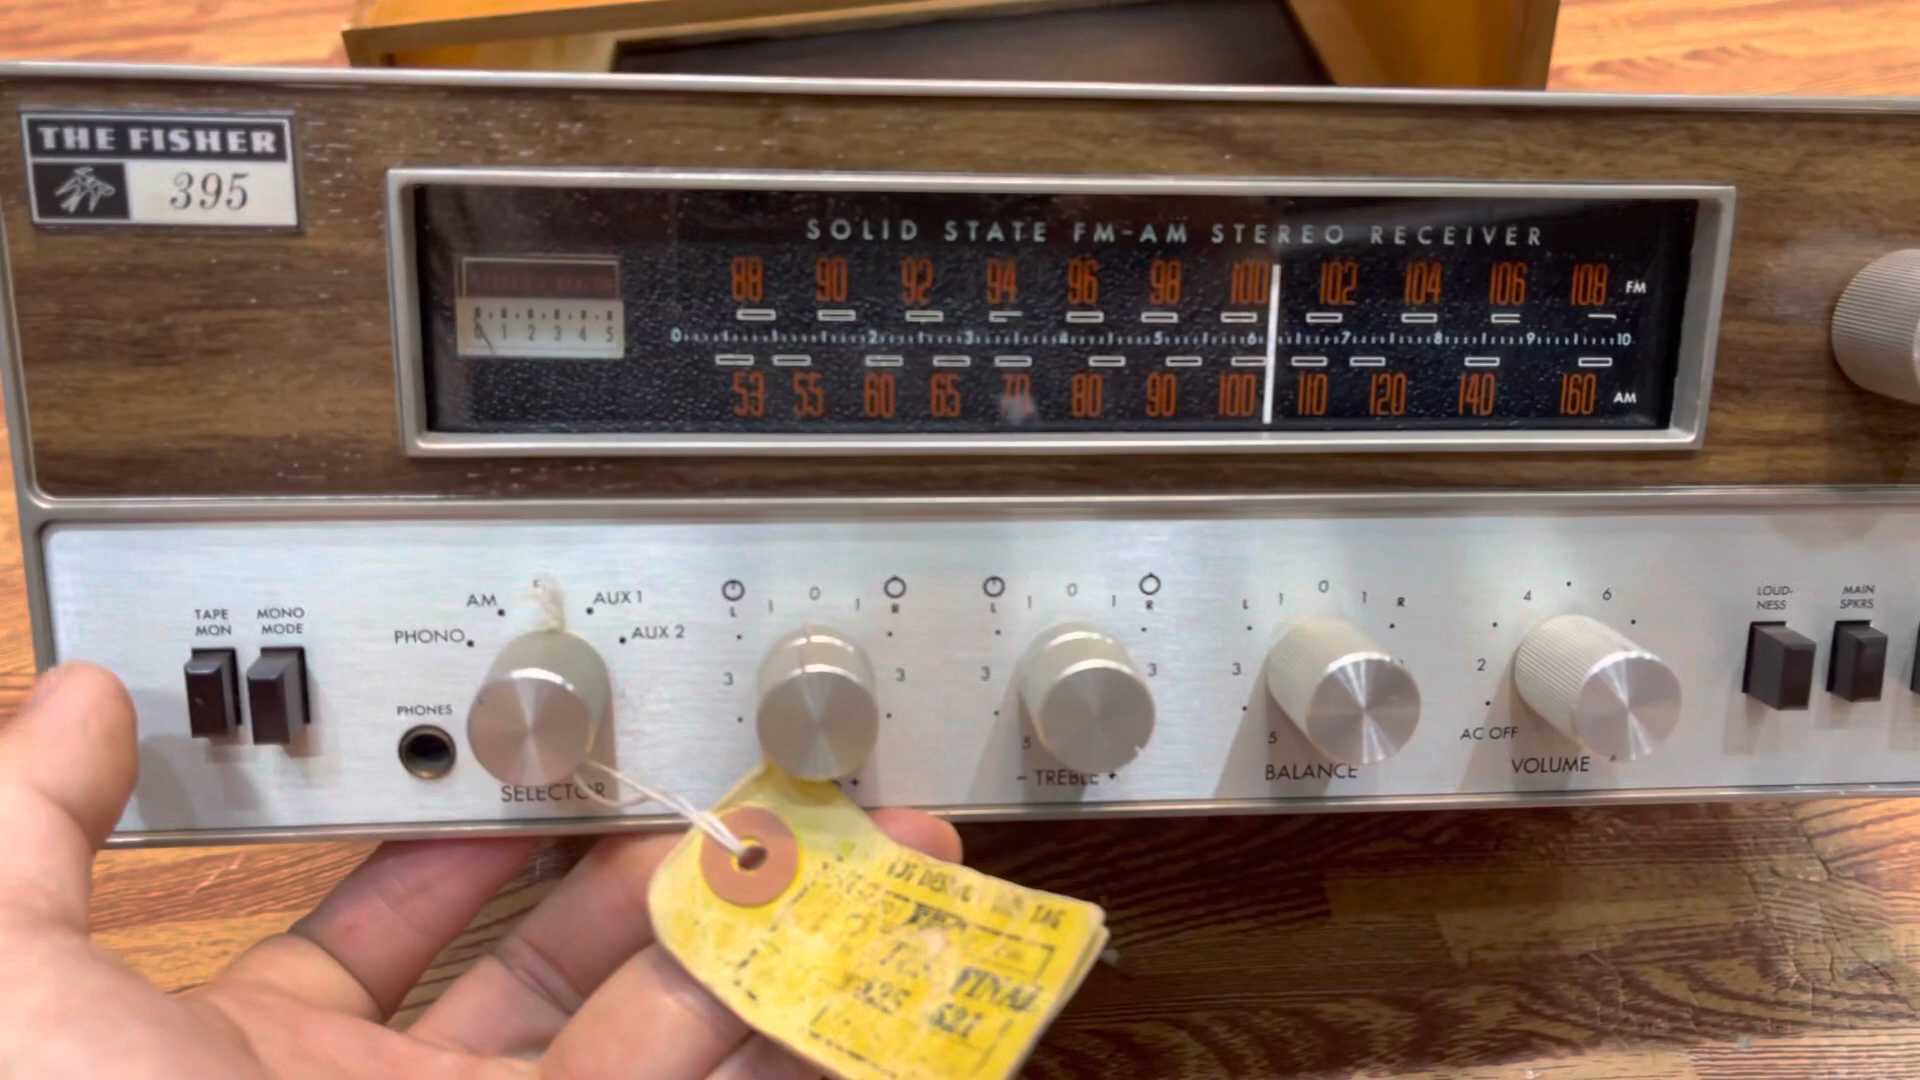 THE FISHER
395
SOLID STATE FM-AM STEREO RECEIVER
88 90 92 94 96 98 100 102 104 106 108 FM
0 1 2 3 4 5
0 2 3 4 5 6 7 8 9 10
53 55 60 65 70 80 90 100 110 120 140 160 AM
TAPE MON
MONO MODE
PHONES
PHONO
AM
AUX 1
AUX 2
SELECTOR
L 1 0 1 R
3 3
+
L 1 0 1 R
3 3
5
- TREBLE +
L 1 0 1 R
3
5
BALANCE
4 6
2
AC OFF
VOLUME
LOUD-
NESS
MAIN
SPKRS
FINAL